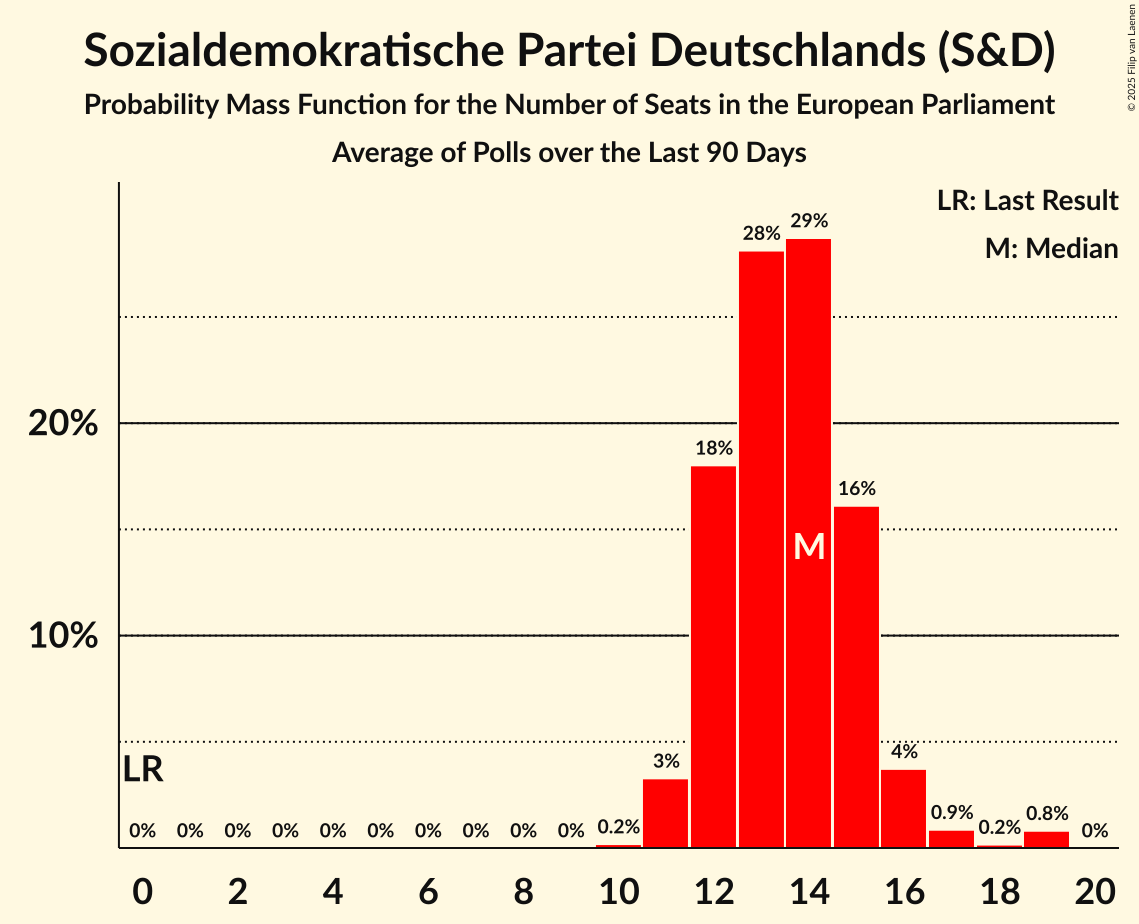 Sozialdemokratische Partei Deutschlands (S&D)
Probability Mass Function for the Number of Seats in the European Parliament
Average of Polls over the Last 90 Days
© 2025 Filip van Laenen
LR: Last Result
M: Median
29%
28%
20%
18%
16%
M
10%
LR
3%
4%
0% 0% 0% 0% 0% 0% 0% 0% 0% 0% 0.2% 0.9% 0.2% 0.8% 0%
0 2 4 6 8 10 12 14 16 18 20